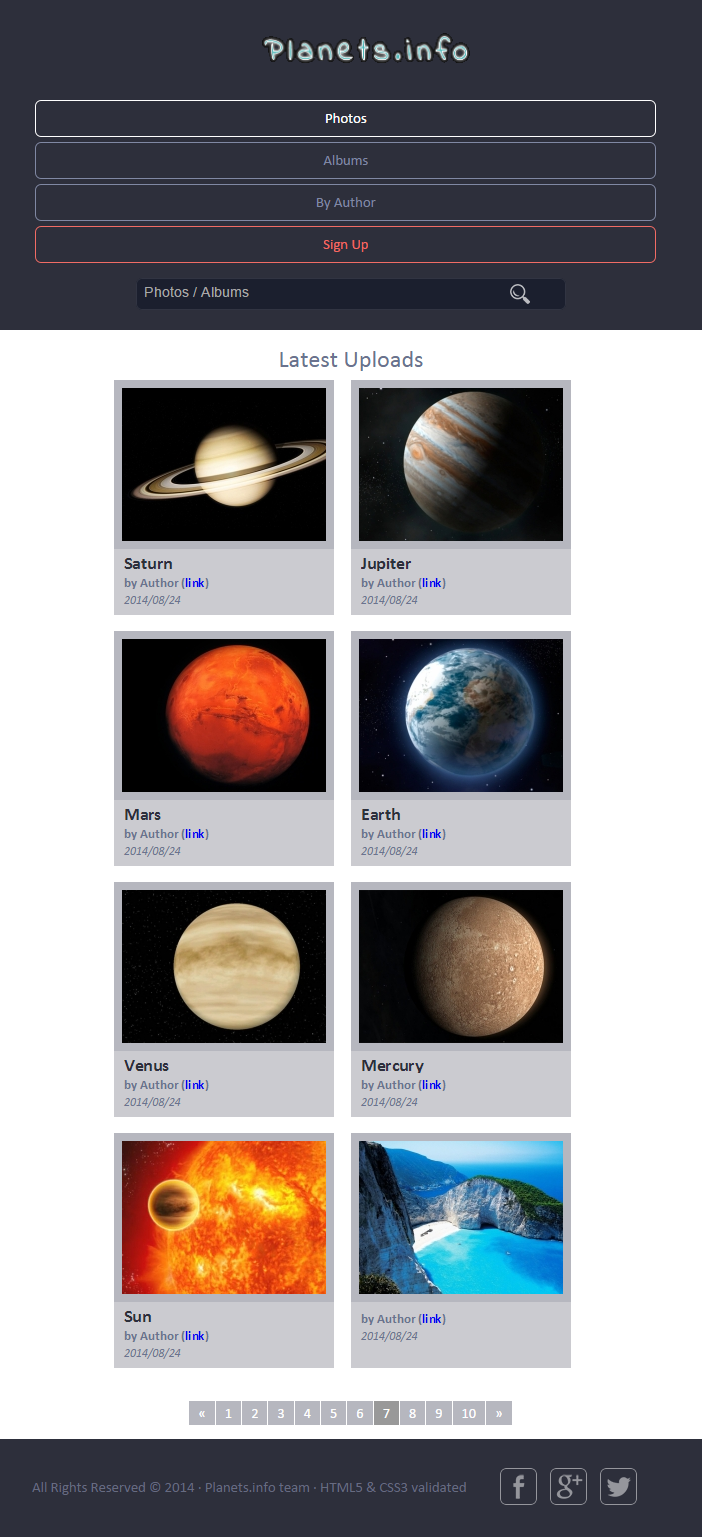 Planets.info
Photos
Albums
By Author
Sign Up
Photos / Albums
Latest Uploads
Saturn
by Author (link)
2014/08/24
Jupiter
by Author (link)
2014/08/24
Mars
by Author (link)
2014/08/24
Earth
by Author (link)
2014/08/24
Venus
by Author (link)
2014/08/24
Mercury
by Author (link)
2014/08/24
Sun
by Author (link)
2014/08/24
by Author (link)
2014/08/24
« 1 2 3 4 5 6 7 8 9 10 »
All Rights Reserved © 2014 · Planets.info team · HTML5 & CSS3 validated